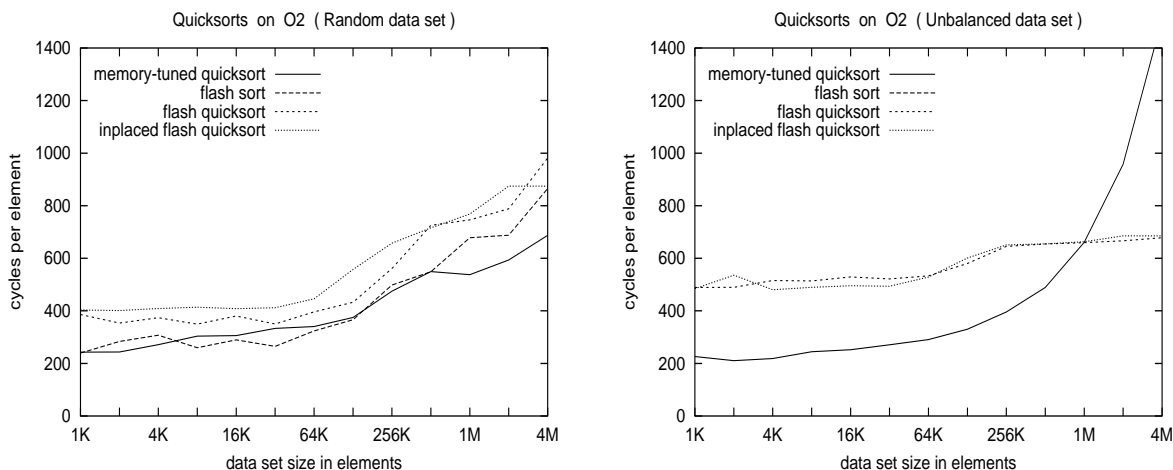 Quicksorts on O2 ( Random data set )
1400
1200
1000
800
600
400
200
0
cycles per element
memory-tuned quicksort
flash sort
flash quicksort
inplaced flash quicksort
1K 4K 16K 64K 256K 1M 4M
data set size in elements
Quicksorts on O2 ( Unbalanced data set )
1400
1200
1000
800
600
400
200
0
cycles per element
memory-tuned quicksort
flash quicksort
inplaced flash quicksort
1K 4K 16K 64K 256K 1M 4M
data set size in elements